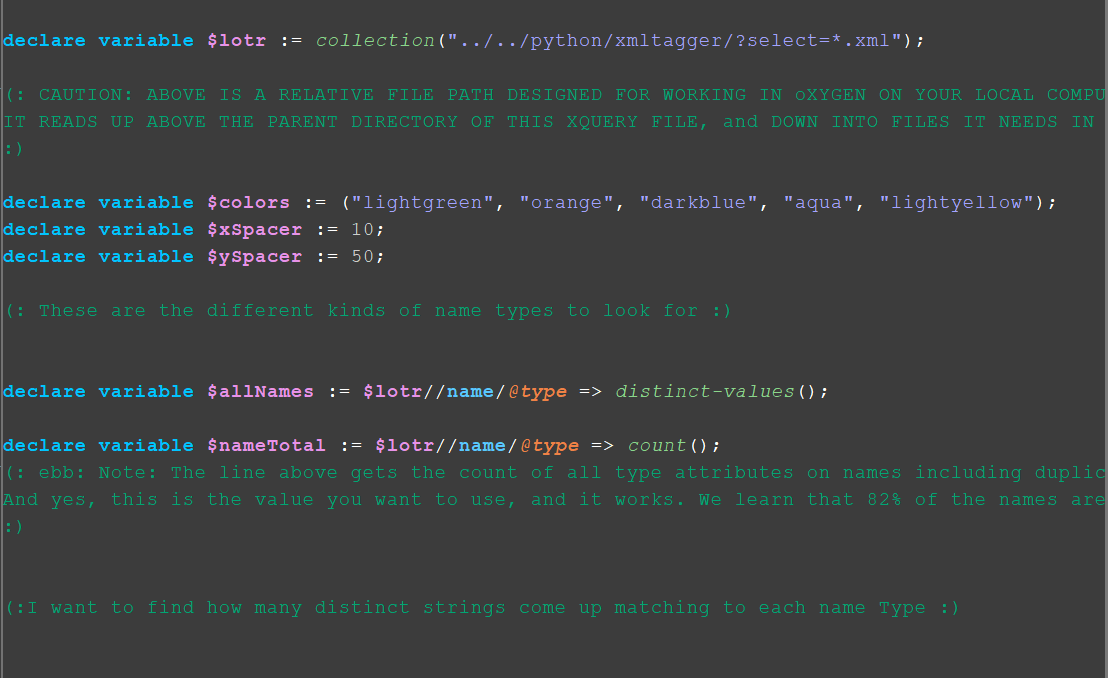 declare variable $lotr := collection("../../python/xmltagger/?select=*.xml");
(: CAUTION: ABOVE IS A RELATIVE FILE PATH DESIGNED FOR WORKING IN oXYGEN ON YOUR LOCAL COMPU
IT READS UP ABOVE THE PARENT DIRECTORY OF THIS XQUERY FILE, and DOWN INTO FILES IT NEEDS IN
:)
declare variable $colors := ("lightgreen", "orange", "darkblue", "aqua", "lightyellow");
declare variable $xSpacer := 10;
declare variable $ySpacer := 50;
(: These are the different kinds of name types to look for :)
declare variable $allNames := $lotr//name/@type => distinct-values();
declare variable $nameTotal := $lotr//name/@type => count();
(: ebb: Note: The line above gets the count of all type attributes on names including duplic
And yes, this is the value you want to use, and it works. We learn that 82% of the names are
:)
(:I want to find how many distinct strings come up matching to each name Type :)